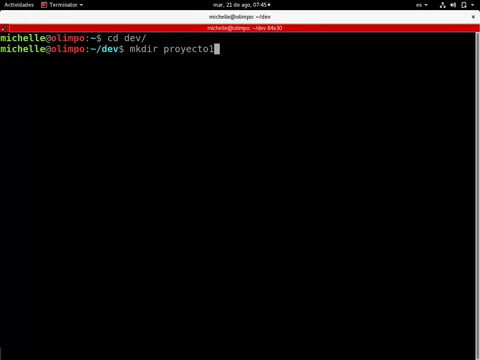 Actividades Terminator mar, 21 de ago, 07:45 es
michelle@olimpo: ~/dev
michelle@olimpo: ~/dev 84x30
michelle@olimpo:~$ cd dev/
michelle@olimpo:~/dev$ mkdir proyecto1